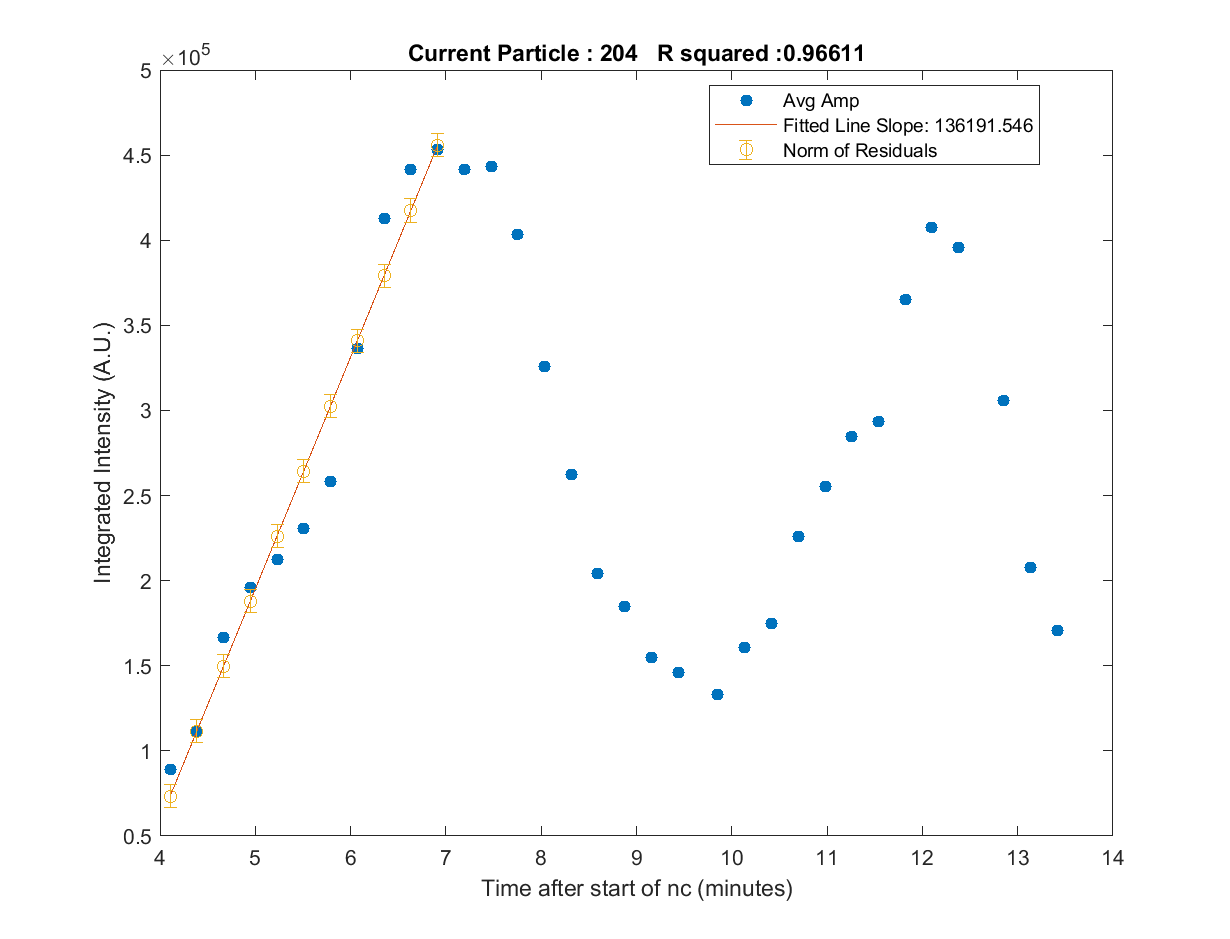 Current Particle : 204   R squared :0.96611
×10^5
Avg Amp
Fitted Line Slope: 136191.546
Norm of Residuals
5
4.5
4
3.5
3
2.5
2
1.5
1
0.5
Integrated Intensity (A.U.)
4 5 6 7 8 9 10 11 12 13 14
Time after start of nc (minutes)